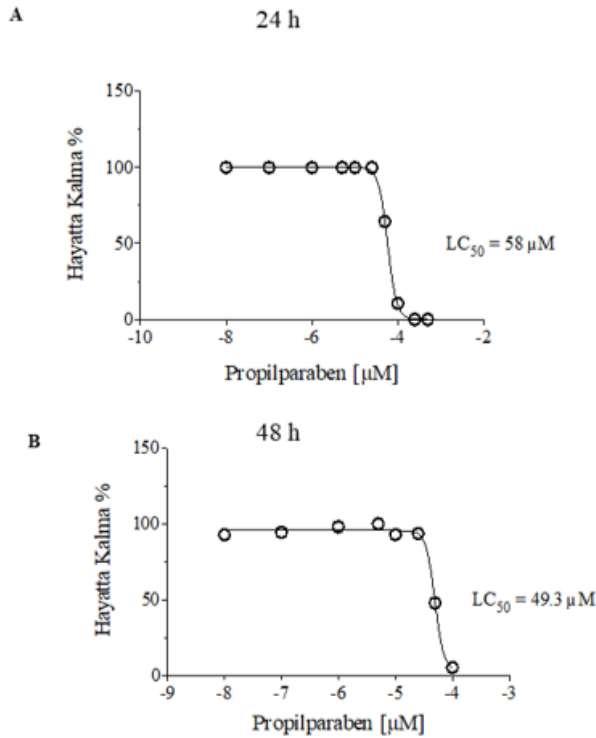 A
24 h
150
100
50
0
Hayatta Kalma %
LC50 = 58 µM
-10
-8
-6
-4
-2
Propilparaben [µM]
B
48 h
150
100
50
0
Hayatta Kalma %
LC50 = 49.3 µM
-9
-8
-7
-6
-5
-4
-3
Propilparaben [µM]